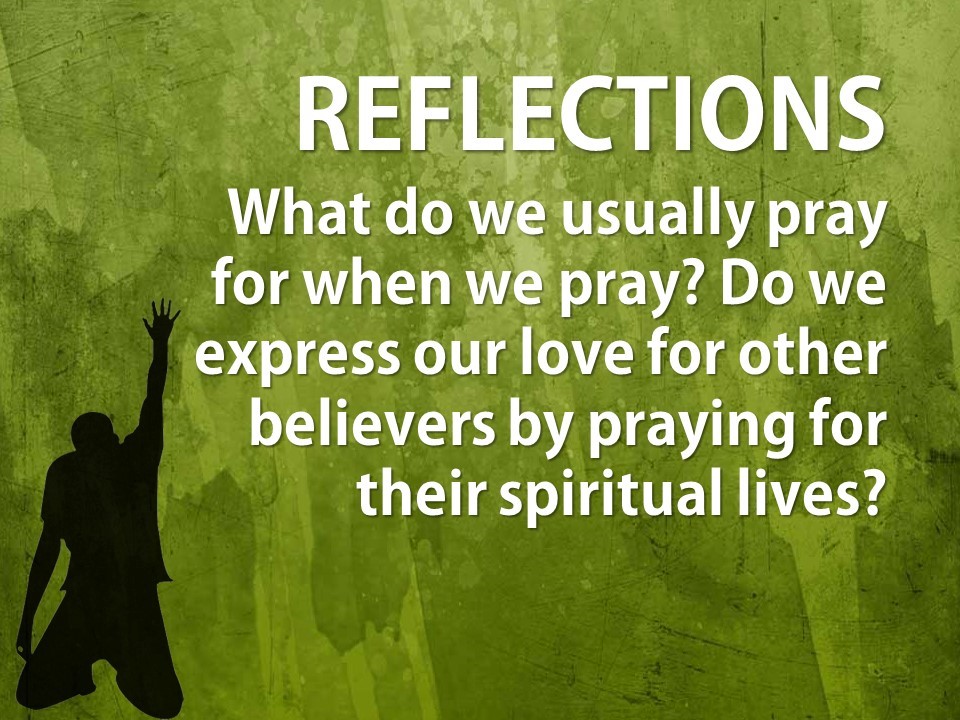 REFLECTIONS
What do we usually pray
for when we pray? Do we
express our love for other
believers by praying for
their spiritual lives?